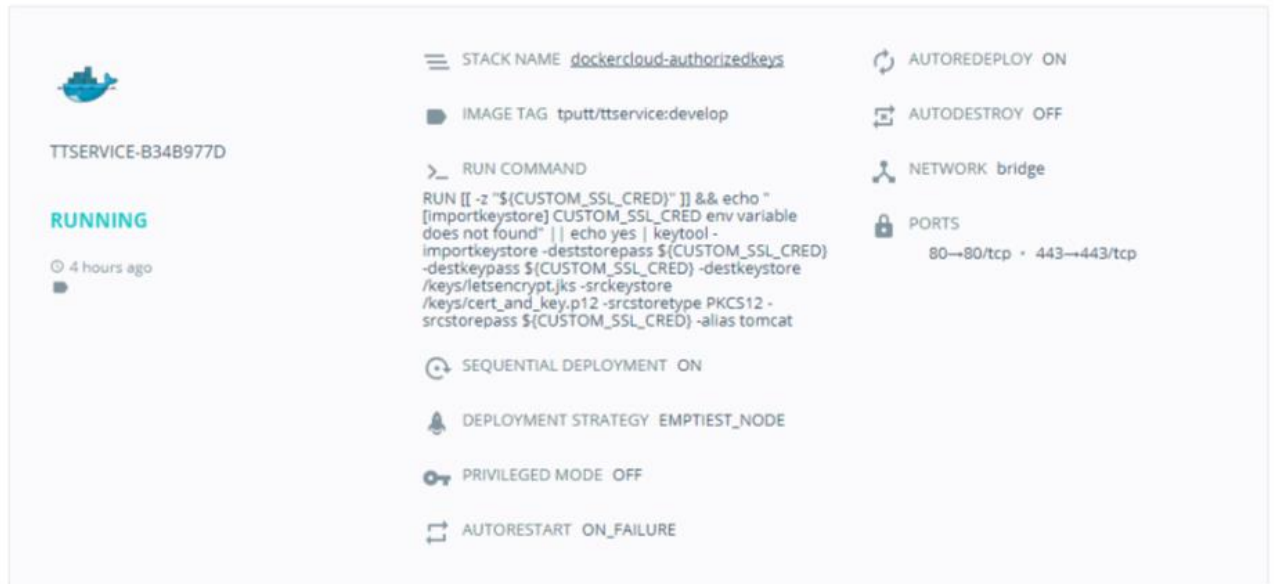 TTSERVICE-B34B977D
RUNNING
4 hours ago
STACK NAME dockercloud-authorizedkeys
IMAGE TAG tputt/ttservice:develop
>_ RUN COMMAND
RUN [[ -z "${CUSTOM_SSL_CRED}" ]] && echo "
[importkeystore] CUSTOM_SSL_CRED env variable
does not found" || echo yes | keytool -
importkeystore -deststorepass ${CUSTOM_SSL_CRED}
-destkeypass ${CUSTOM_SSL_CRED} -destkeystore
/keys/letsencrypt.jks -srckeystore
/keys/cert_and_key.p12 -srcstoretype PKCS12 -
srcstorepass ${CUSTOM_SSL_CRED} -alias tomcat
SEQUENTIAL DEPLOYMENT ON
DEPLOYMENT STRATEGY EMPTIEST_NODE
PRIVILEGED MODE OFF
AUTORESTART ON_FAILURE
AUTOREDEPLOY ON
AUTODESTROY OFF
NETWORK bridge
PORTS
80→80/tcp • 443→443/tcp